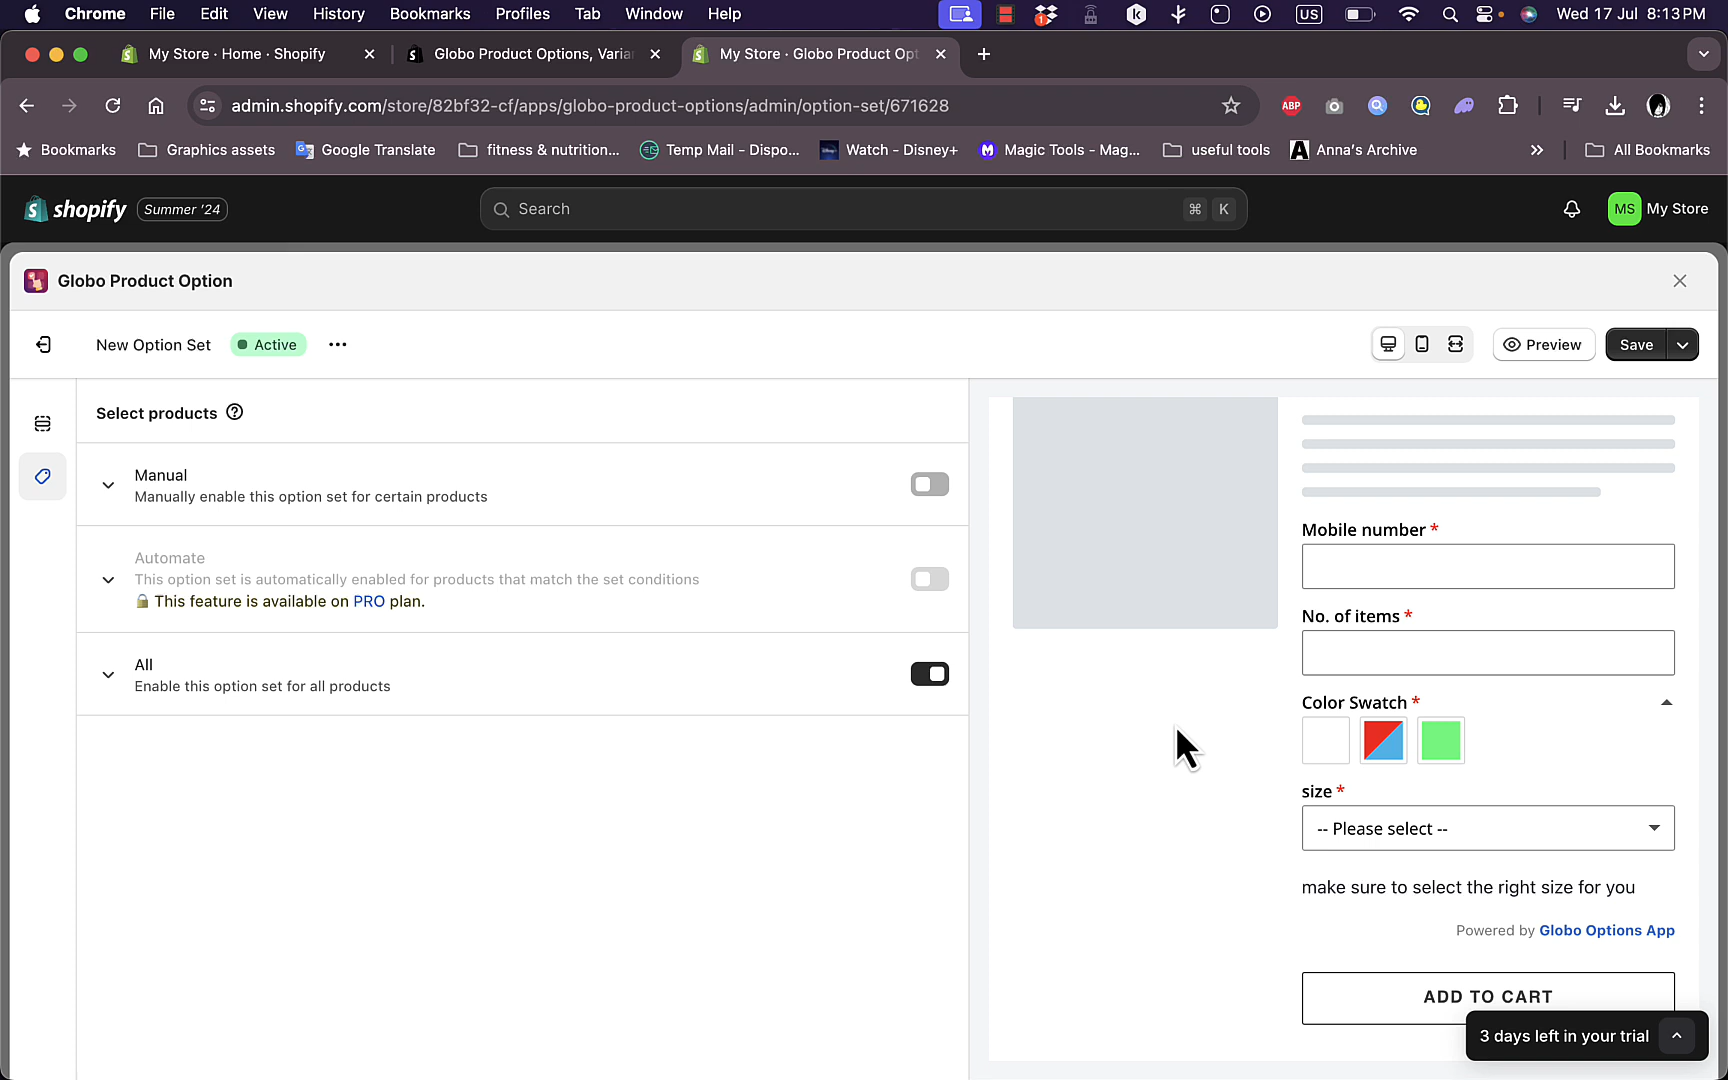 Chrome File Edit View History Bookmarks Profiles Tab Window Help 1 US Wed 17 Jul 8:13 PM
My Store · Home · Shopify Globo Product Options, Varia My Store · Globo Product Opt
admin.shopify.com/store/82bf32-cf/apps/globo-product-options/admin/option-set/671628 ABP
Bookmarks Graphics assets Google Translate fitness & nutrition... Temp Mail - Dispo... Watch - Disney+ Magic Tools - Mag... useful tools Anna's Archive All Bookmarks
shopify Summer '24 Search ⌘ K MS My Store
Globo Product Option
New Option Set Active Preview Save
Select products
Manual
Manually enable this option set for certain products
Automate
This option set is automatically enabled for products that match the set conditions
This feature is available on PRO plan.
All
Enable this option set for all products
Mobile number *
No. of items *
Color Swatch *
size *
-- Please select --
make sure to select the right size for you
Powered by Globo Options App
ADD TO CART
3 days left in your trial